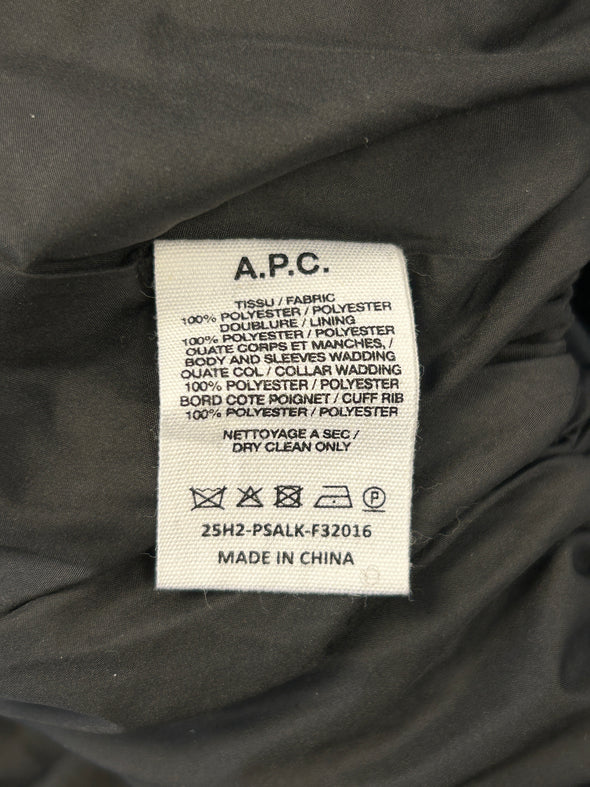 A.P.C.
TISSU / FABRIC
100% POLYESTER / POLYESTER
DOUBLURE / LINING
100% POLYESTER / POLYESTER
OUATE CORPS ET MANCHES, /
BODY AND SLEEVES WADDING
OUATE COL / COLLAR WADDING
100% POLYESTER / POLYESTER
BORD COTE POIGNET / CUFF RIB
100% POLYESTER / POLYESTER
NETTOYAGE A SEC /
DRY CLEAN ONLY
P
25H2-PSALK-F32016
MADE IN CHINA